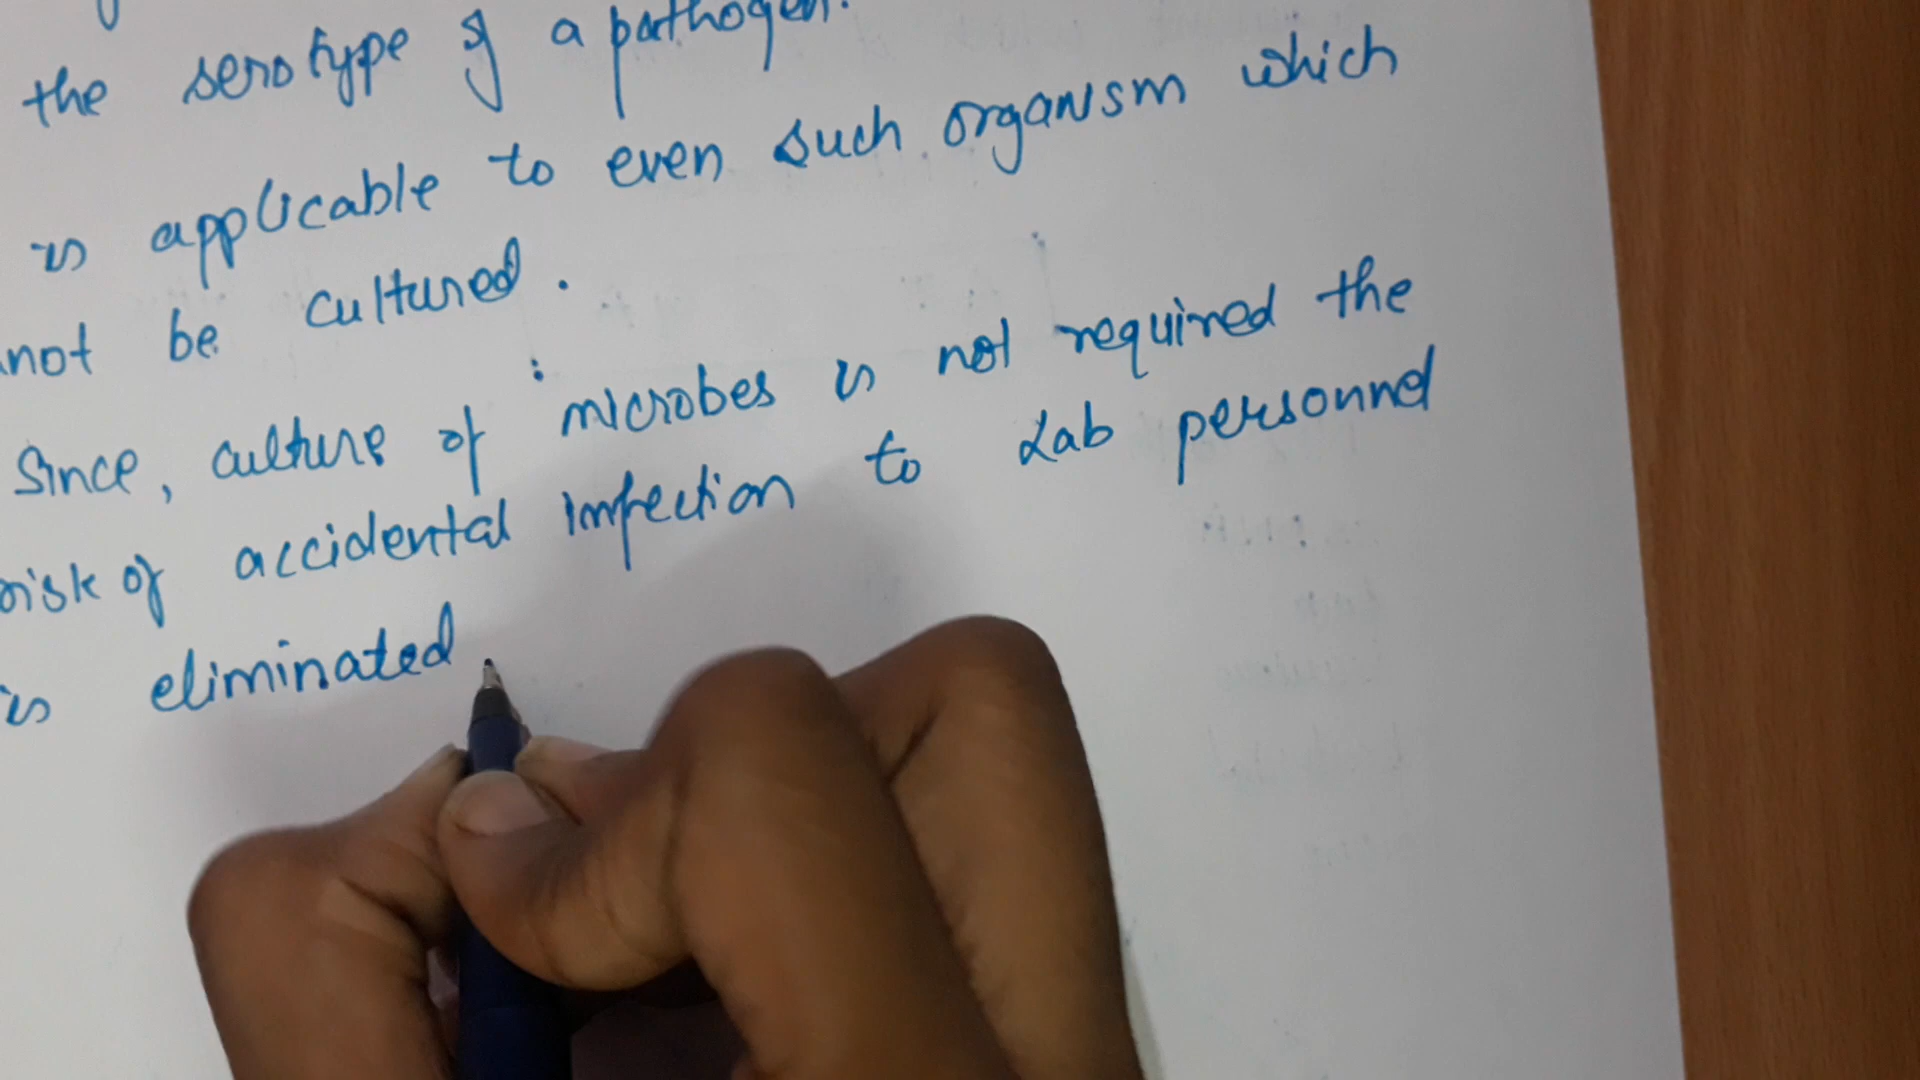 the serotype of a pathogen.
is applicable to even such organism which
not be cultured.
Since, culture of microbes is not required the
risk of accidental infection to Lab personnel
is eliminated